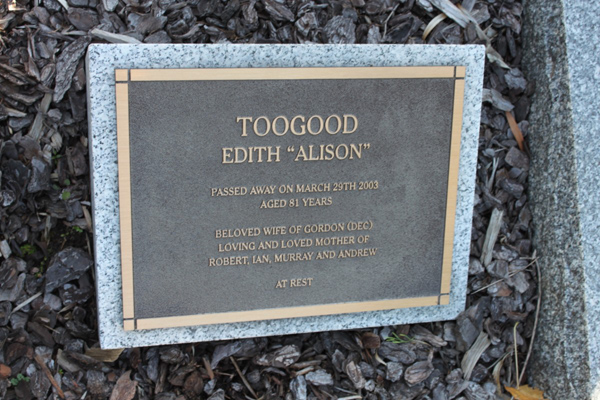 TOOGOOD
EDITH “ALISON”
PASSED AWAY ON MARCH 29TH 2003
AGED 81 YEARS
BELOVED WIFE OF GORDON (DEC)
LOVING AND LOVED MOTHER OF
ROBERT, IAN, MURRAY AND ANDREW
AT REST